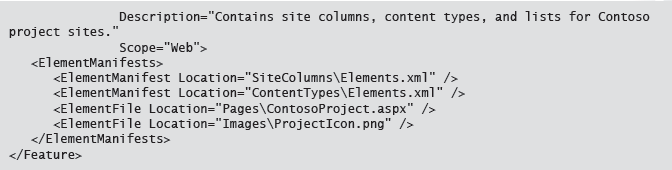 Description="Contains site columns, content types, and lists for Contoso
project sites."
Scope="Web">
<ElementManifests>
<ElementManifest Location="SiteColumns\Elements.xml" />
<ElementManifest Location="ContentTypes\Elements.xml" />
<ElementFile Location="Pages\ContosoProject.aspx" />
<ElementFile Location="Images\ProjectIcon.png" />
</ElementManifests>
</Feature>